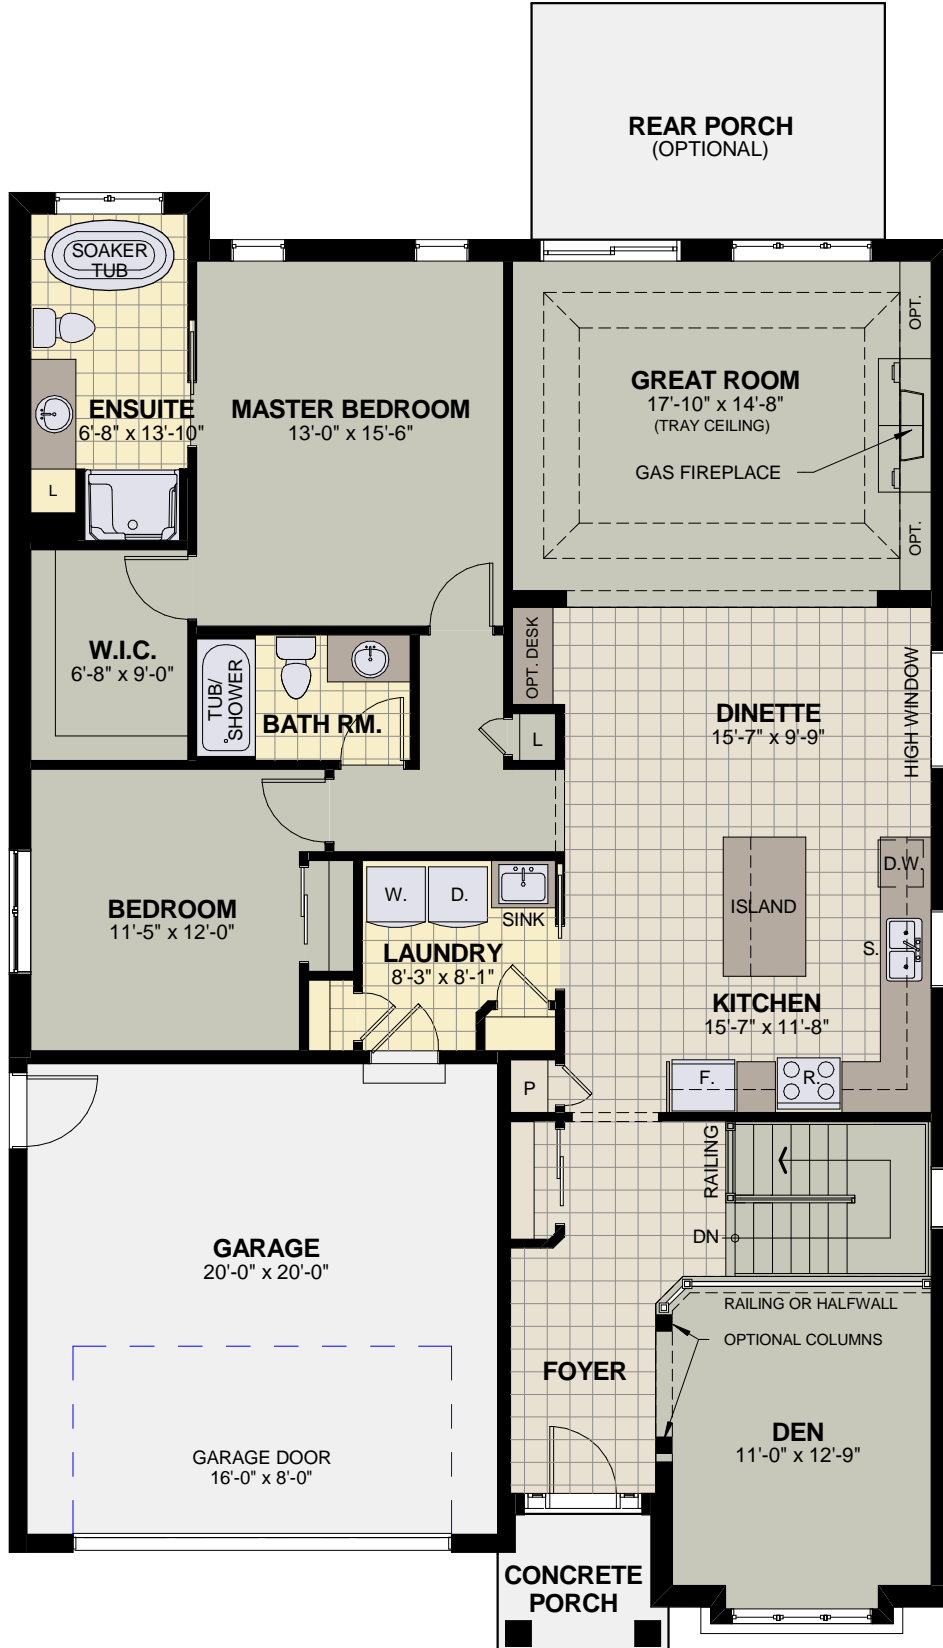 REAR PORCH
(OPTIONAL)
SOAKER
TUB
ENSUITE
6'-8" x 13'-10"
L
MASTER BEDROOM
13'-0" x 15'-6"
GREAT ROOM
17'-10" x 14'-8"
(TRAY CEILING)
GAS FIREPLACE
OPT.
OPT.
W.I.C.
6'-8" x 9'-0"
TUB/
SHOWER
BATH RM.
OPT. DESK
L
DINETTE
15'-7" x 9'-9"
HIGH WINDOW
BEDROOM
11'-5" x 12'-0"
W.
D.
SINK
LAUNDRY
8'-3" x 8'-1"
ISLAND
D.W.
S.
KITCHEN
15'-7" x 11'-8"
P
F.
R.
RAILING
DN
GARAGE
20'-0" x 20'-0"
RAILING OR HALFWALL
OPTIONAL COLUMNS
FOYER
DEN
11'-0" x 12'-9"
GARAGE DOOR
16'-0" x 8'-0"
CONCRETE
PORCH